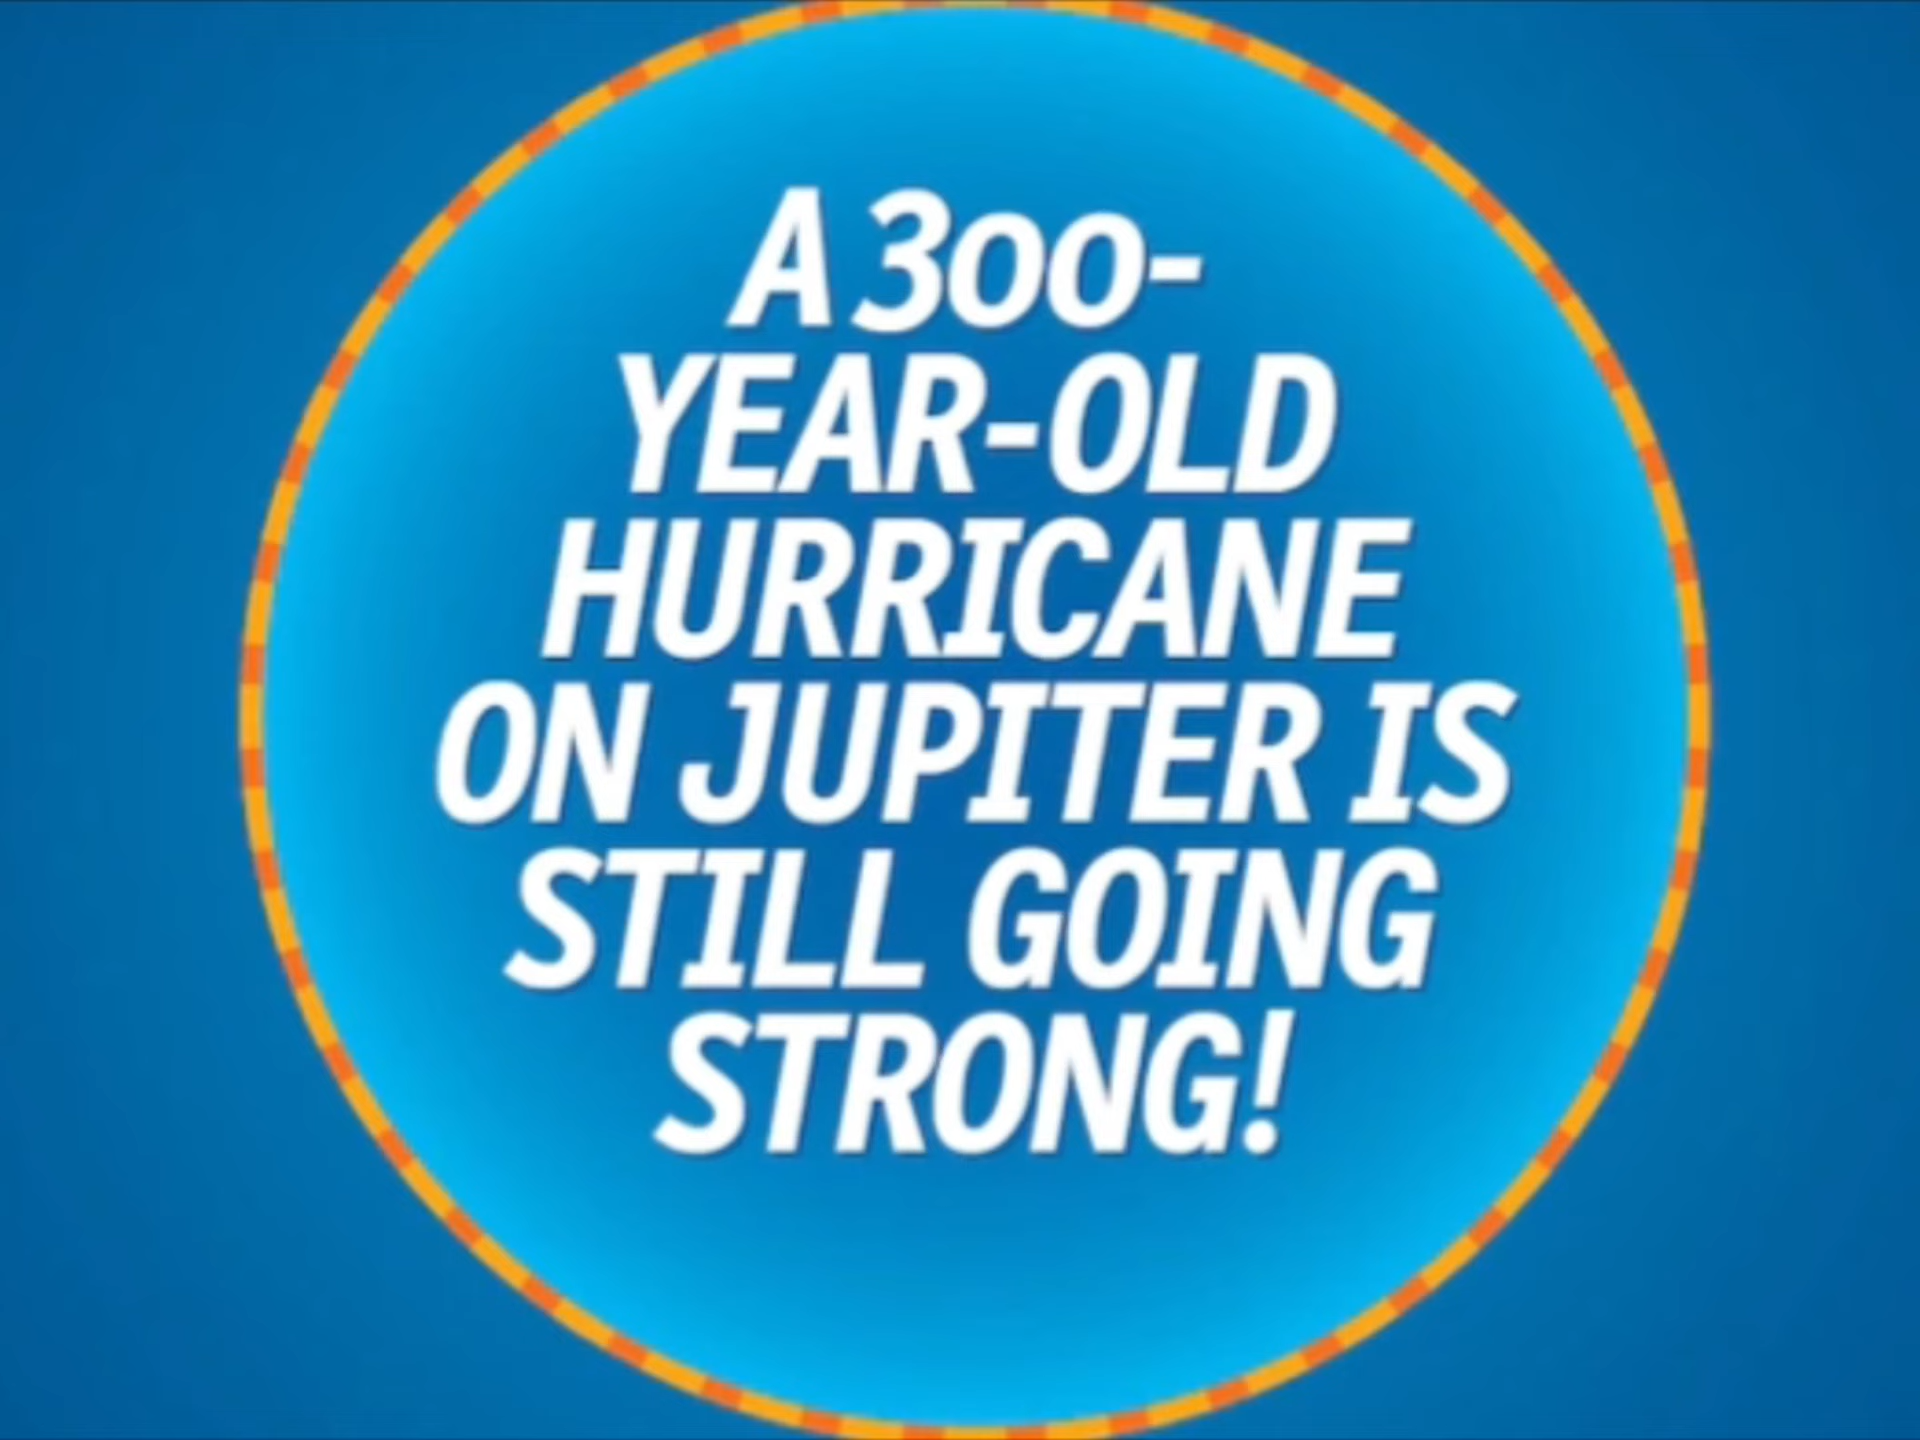 A 300-
YEAR-OLD
HURRICANE
ON JUPITER IS
STILL GOING
STRONG!